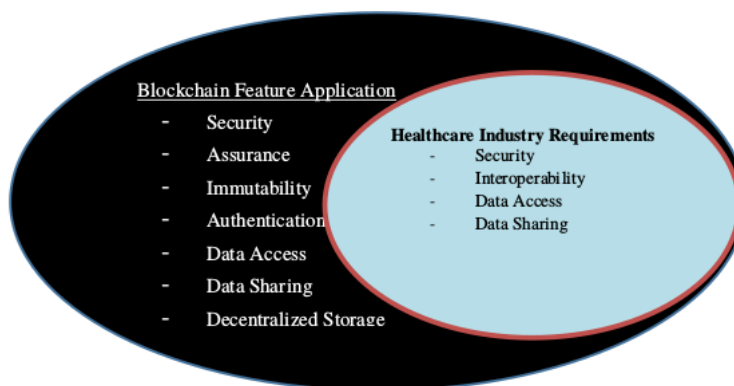 Blockchain Feature Application
- Security
- Assurance
- Immutability
- Authentication
- Data Access
- Data Sharing
- Decentralized Storage
Healthcare Industry Requirements
- Security
- Interoperability
- Data Access
- Data Sharing